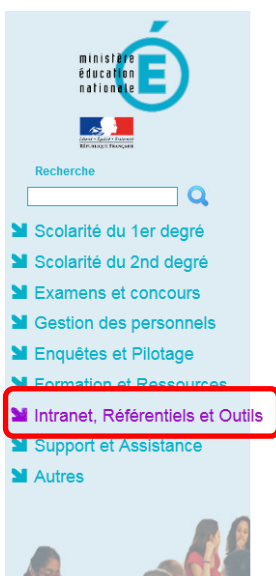 ministère
éducation
nationale
É
Liberté • Égalité • Fraternité
RÉPUBLIQUE FRANÇAISE
Recherche
Scolarité du 1er degré
Scolarité du 2nd degré
Examens et concours
Gestion des personnels
Enquêtes et Pilotage
Formation et Ressources
Intranet, Référentiels et Outils
Support et Assistance
Autres